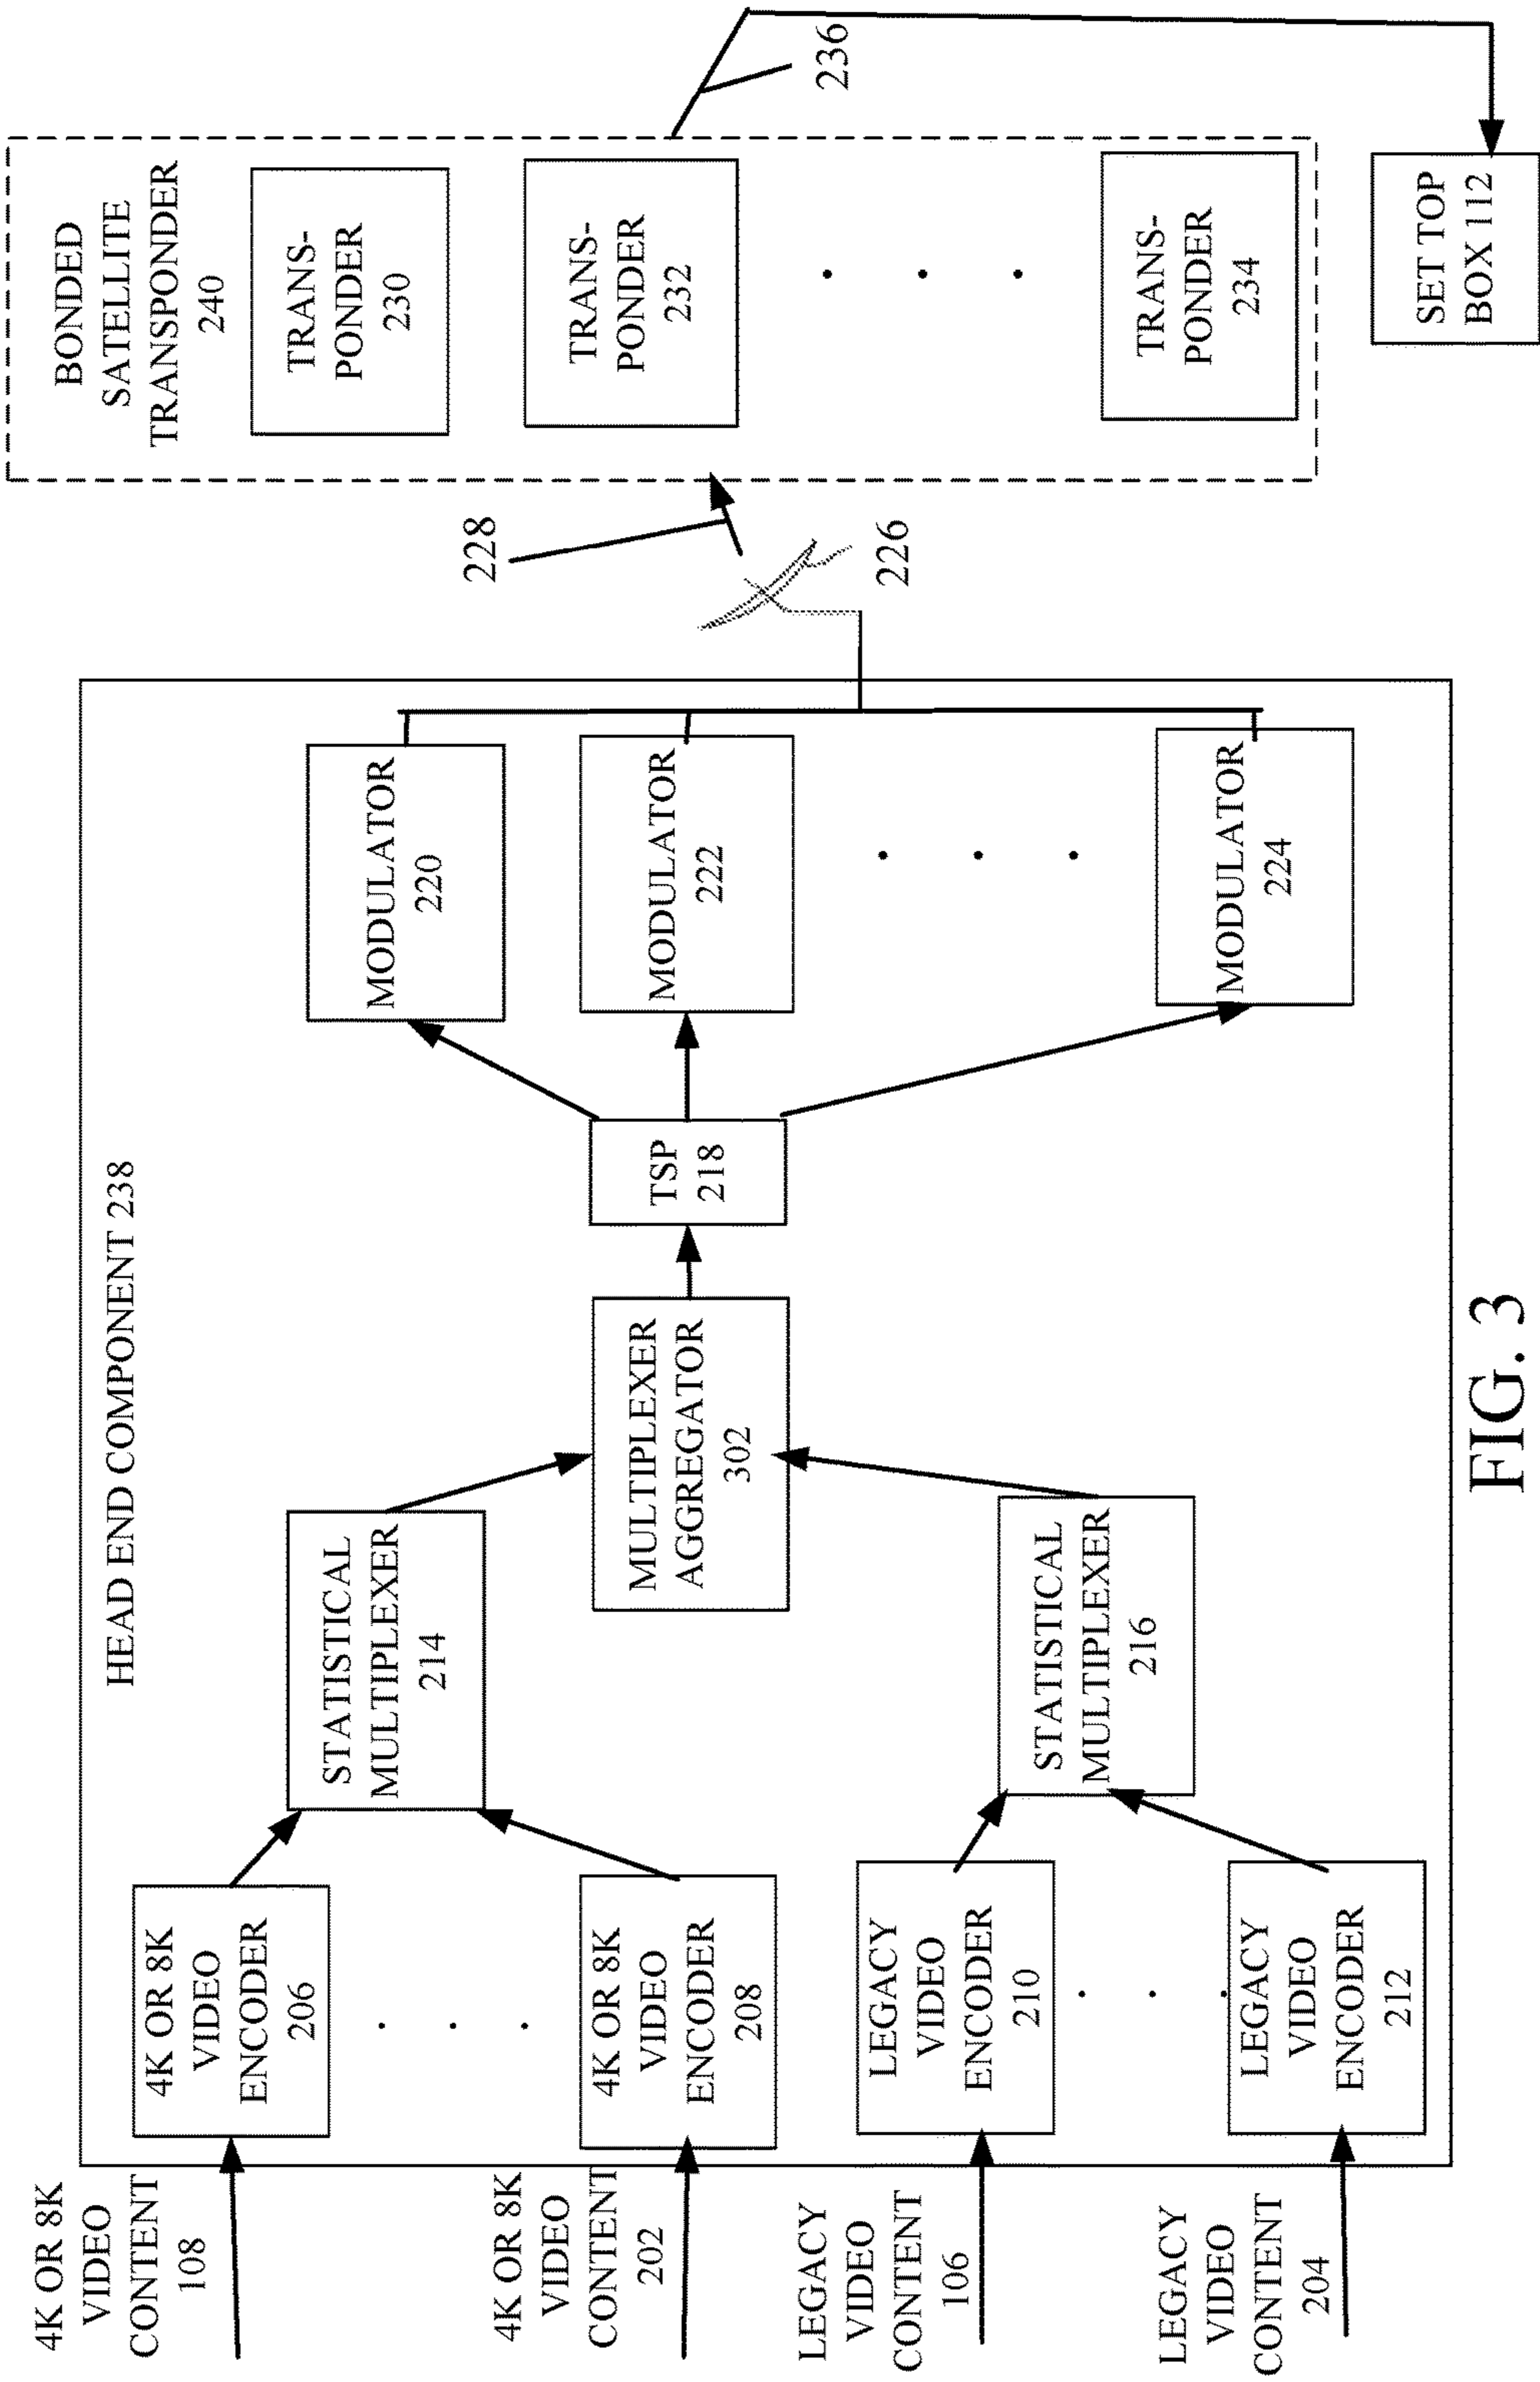 HEAD END COMPONENT 238
4K OR 8K
VIDEO
CONTENT
108
4K OR 8K
VIDEO
CONTENT
202
LEGACY
VIDEO
CONTENT
106
LEGACY
VIDEO
CONTENT
204
4K OR 8K
VIDEO
ENCODER
206
4K OR 8K
VIDEO
ENCODER
208
LEGACY
VIDEO
ENCODER
210
LEGACY
VIDEO
ENCODER
212
STATISTICAL
MULTIPLEXER
214
STATISTICAL
MULTIPLEXER
216
MULTIPLEXER
AGGREGATOR
302
TSP
218
MODULATOR
220
MODULATOR
222
MODULATOR
224
226
228
BONDED
SATELLITE
TRANSPONDER
240
TRANS-
PONDER
230
TRANS-
PONDER
232
TRANS-
PONDER
234
236
SET TOP
BOX 112
FIG. 3